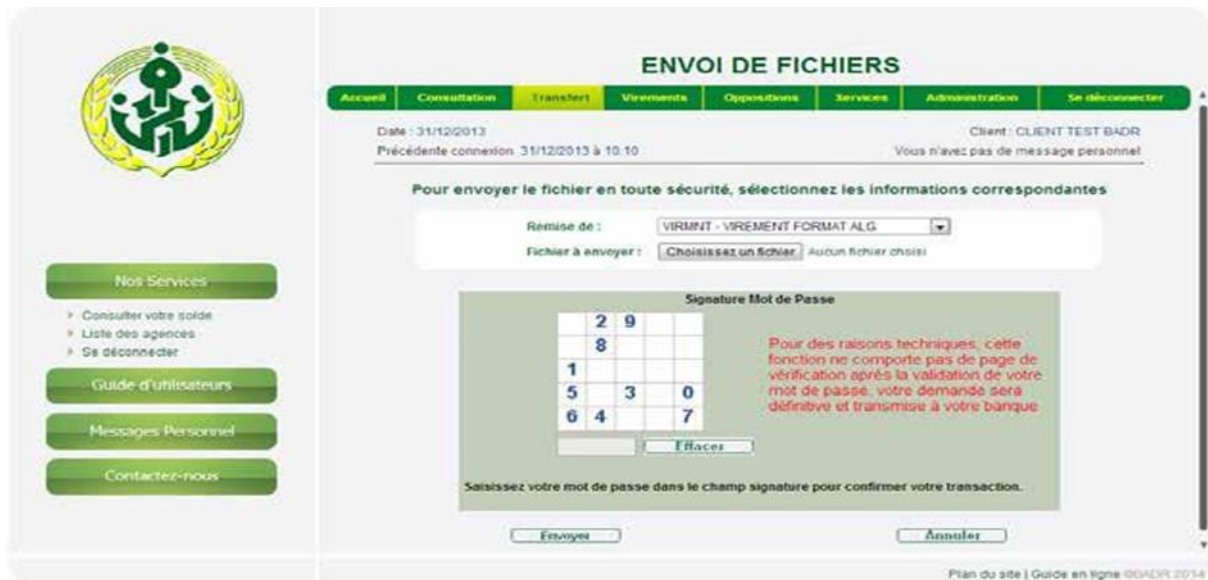 ENVOI DE FICHIERS
Accueil Consultation Transfert Virements Oppositions Services Administration Se déconnecter
Date : 31/12/2013
Client : CLIENT TEST BADR
Précédente connexion 31/12/2013 à 10:10
Vous n'avez pas de message personnel
Pour envoyer le fichier en toute sécurité, sélectionnez les informations correspondantes
Remise de : VIRMNT - VIREMENT FORMAT ALG
Fichier à envoyer : Choisissez un fichier Aucun fichier choisi
Nos Services
Consulter votre solde
Liste des agences
Se déconnecter
Guide d'utilisateurs
Messages Personnel
Contactez-nous
Signature Mot de Passe
2 9
8
1
5 3 0
6 4 7
Effacer
Pour des raisons techniques, cette
fonction ne comporte pas de page de
vérification après la validation de votre
mot de passe, votre demande sera
définitive et transmise à votre banque
Saisissez votre mot de passe dans le champ signature pour confirmer votre transaction.
Envoyer Annuler
Plan du site | Guide en ligne ©BADR 2014